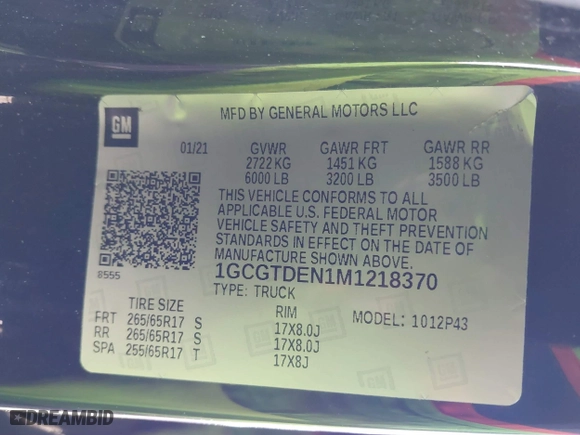 MFD BY GENERAL MOTORS LLC
GM
01/21 GVWR GAWR FRT GAWR RR
2722 KG 1451 KG 1588 KG
6000 LB 3200 LB 3500 LB
THIS VEHICLE CONFORMS TO ALL
APPLICABLE U.S. FEDERAL MOTOR
VEHICLE SAFETY AND THEFT PREVENTION
STANDARDS IN EFFECT ON THE DATE OF
MANUFACTURE SHOWN ABOVE.
8555
1GCGTDEN1M1218370
TYPE: TRUCK
TIRE SIZE RIM MODEL: 1012P43
FRT 265/65R17 S 17X8.0J
RR 265/65R17 S 17X8.0J
SPA 255/65R17 T 17X8J
DREAMBID